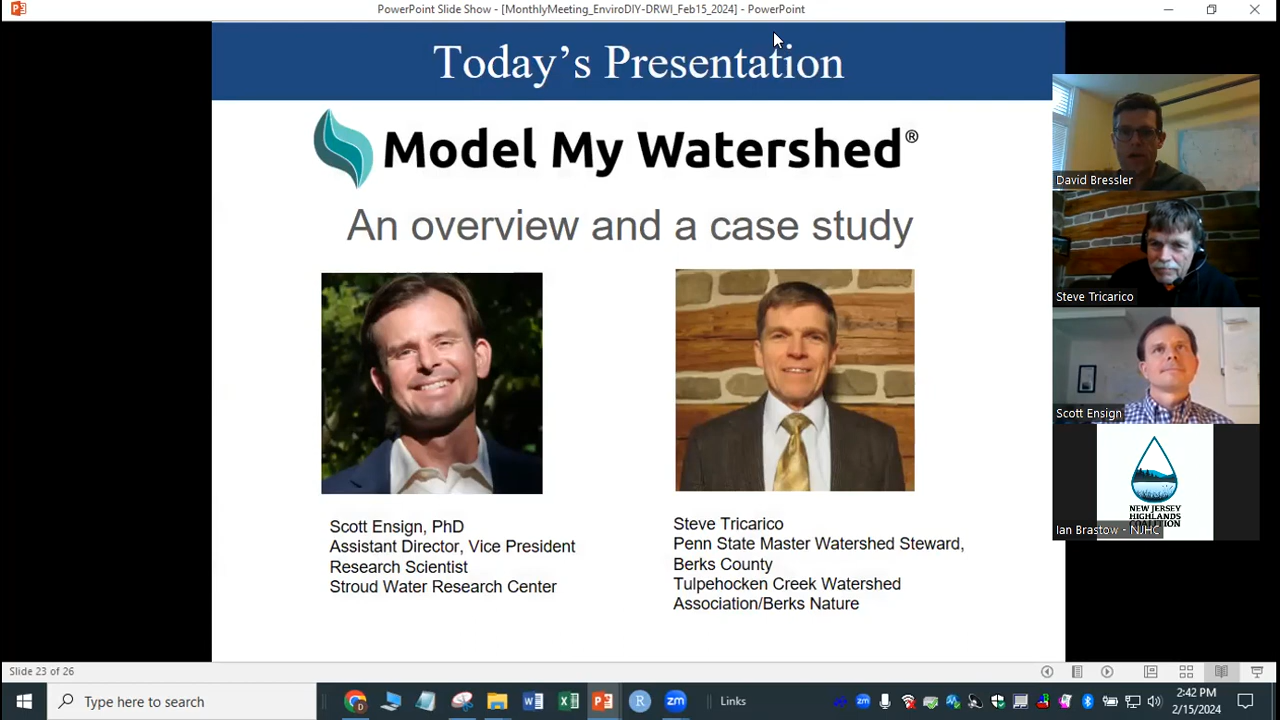 PowerPoint Slide Show - [MonthlyMeeting_EnviroDIY-DRWI_Feb15_2024] - PowerPoint
Today's Presentation
Model My Watershed®
An overview and a case study
Scott Ensign, PhD
Assistant Director, Vice President
Research Scientist
Stroud Water Research Center
Steve Tricarico
Penn State Master Watershed Steward,
Berks County
Tulpehocken Creek Watershed
Association/Berks Nature
David Bressler
Steve Tricarico
Scott Ensign
NEW JERSEY
HIGHLANDS
COALITION
Ian Brastow - NJHC
Slide 23 of 26
Type here to search
Links
2:42 PM
2/15/2024